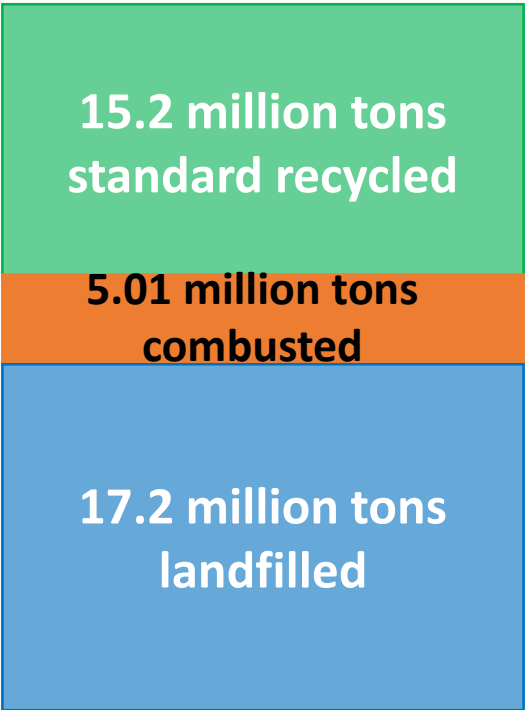 15.2 million tons
standard recycled
5.01 million tons
combusted
17.2 million tons
landfilled